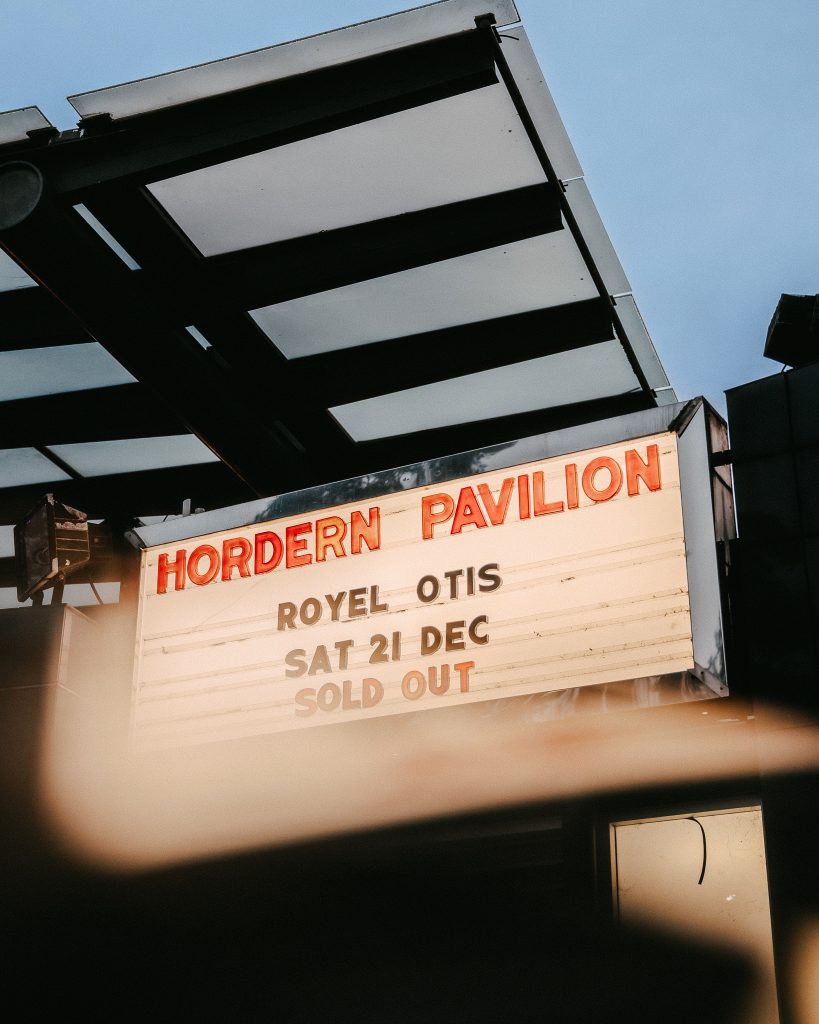 HORDERN PAVILION
ROYEL OTIS
SAT 21 DEC
SOLD OUT